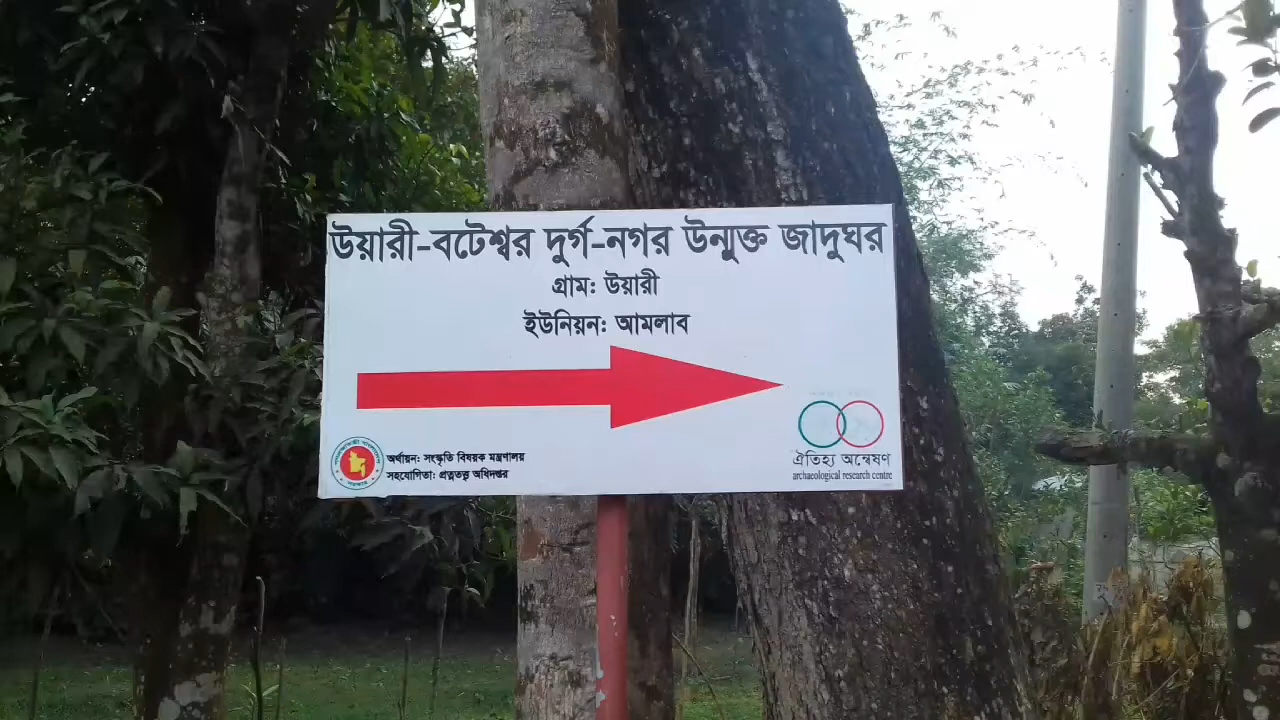 উয়ারী-বটেশ্বর দুর্গ-নগর উন্মুক্ত জাদুঘর
গ্রাম: উয়ারী
ইউনিয়ন: আমলাব
অর্থায়ন: সংস্কৃতি বিষয়ক মন্ত্রণালয়
সহযোগিতা: প্রত্নতত্ত্ব অধিদপ্তর
ঐতিহ্য অন্বেষণ
archaeological research centre